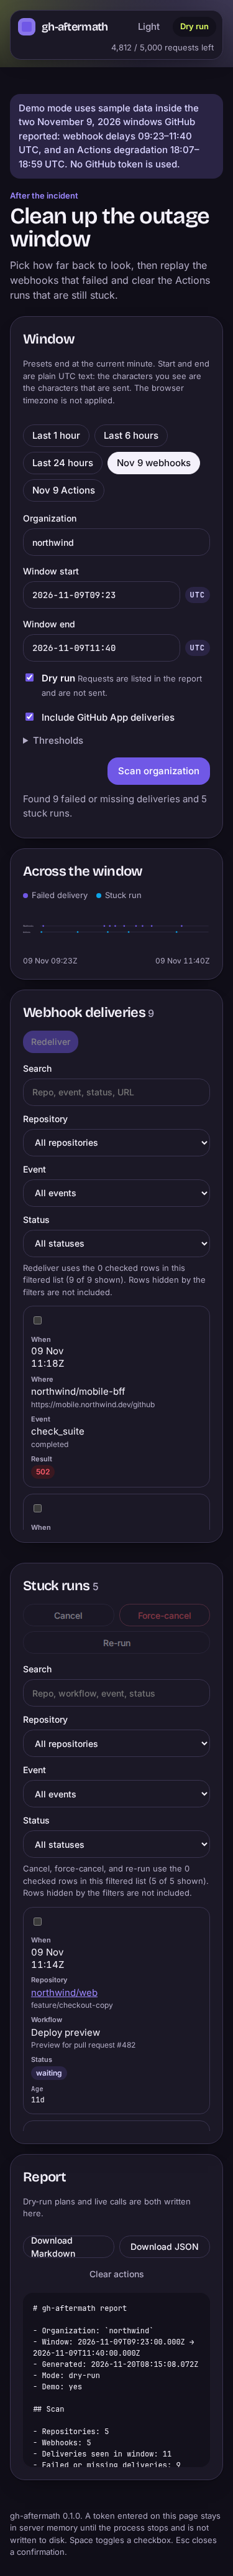 gh-aftermath
Light
Dry run
4,812 / 5,000 requests left
Demo mode uses sample data inside the
two November 9, 2026 windows GitHub
reported: webhook delays 09:23–11:40
UTC, and an Actions degradation 18:07–
18:59 UTC. No GitHub token is used.
After the incident
Clean up the outage
window
Pick how far back to look, then replay the
webhooks that failed and clear the Actions
runs that are still stuck.
Window
Presets end at the current minute. Start and end
are plain UTC text: the characters you see are
the characters that are sent. The browser
timezone is not applied.
Last 1 hour
Last 6 hours
Last 24 hours
Nov 9 webhooks
Nov 9 Actions
Organization
northwind
Window start
2026-11-09T09:23
UTC
Window end
2026-11-09T11:40
UTC
Dry run Requests are listed in the report
and are not sent.
Include GitHub App deliveries
Thresholds
Scan organization
Found 9 failed or missing deliveries and 5
stuck runs.
Across the window
Failed delivery
Stuck run
09 Nov 09:23Z
09 Nov 11:40Z
Webhook deliveries 9
Redeliver
Search
Repo, event, status, URL
Repository
All repositories
Event
All events
Status
All statuses
Redeliver uses the 0 checked rows in this
filtered list (9 of 9 shown). Rows hidden by the
filters are not included.
When
09 Nov
11:18Z
Where
northwind/mobile-bff
https://mobile.northwind.dev/github
Event
check_suite
completed
Result
502
When
Stuck runs 5
Cancel
Force-cancel
Re-run
Search
Repo, workflow, event, status
Repository
All repositories
Event
All events
Status
All statuses
Cancel, force-cancel, and re-run use the 0
checked rows in this filtered list (5 of 5 shown).
Rows hidden by the filters are not included.
When
09 Nov
11:14Z
Repository
northwind/web
feature/checkout-copy
Workflow
Deploy preview
Preview for pull request #482
Status
waiting
Age
11d
Report
Dry-run plans and live calls are both written
here.
Download
Markdown
Download JSON
Clear actions
# gh-aftermath report
- Organization: `northwind`
- Window: 2026-11-09T09:23:00.000Z →
2026-11-09T11:40:00.000Z
- Generated: 2026-11-20T08:15:08.072Z
- Mode: dry-run
- Demo: yes
## Scan
- Repositories: 5
- Webhooks: 5
- Deliveries seen in window: 11
- Failed or missing deliveries: 9
gh-aftermath 0.1.0. A token entered on this page stays
in server memory until the process stops and is not
written to disk. Space toggles a checkbox. Esc closes
a confirmation.